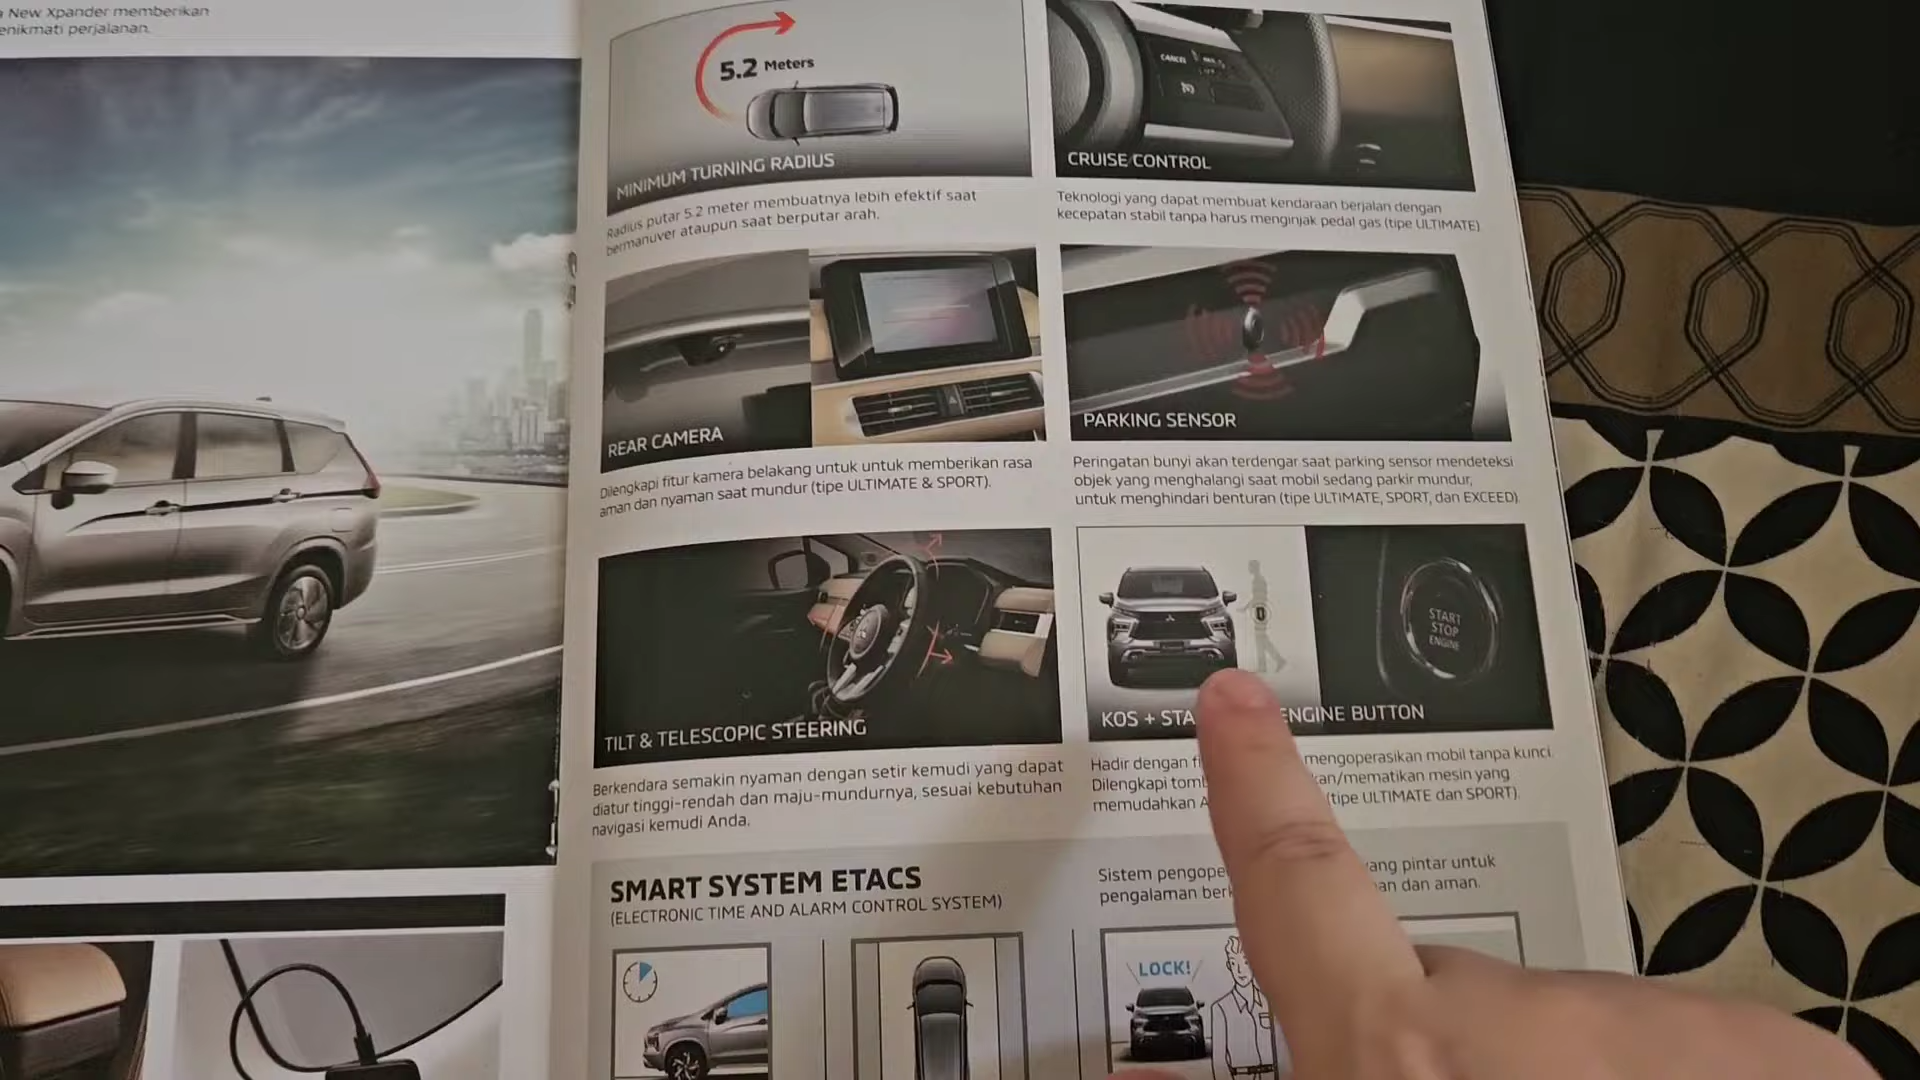 New Xpander memberikan
enikmati perjalanan.
5.2 Meters
MINIMUM TURNING RADIUS
Radius putar 5.2 meter membuatnya lebih efektif saat
bermanuver ataupun saat berputar arah.
CANCEL
CRUISE CONTROL
Teknologi yang dapat membuat kendaraan berjalan dengan
kecepatan stabil tanpa harus menginjak pedal gas (tipe ULTIMATE)
REAR CAMERA
Dilengkapi fitur kamera belakang untuk untuk memberikan rasa
aman dan nyaman saat mundur (tipe ULTIMATE & SPORT).
PARKING SENSOR
Peringatan bunyi akan terdengar saat parking sensor mendeteksi
objek yang menghalangi saat mobil sedang parkir mundur,
untuk menghindari benturan (tipe ULTIMATE, SPORT, dan EXCEED).
TILT & TELESCOPIC STEERING
Berkendara semakin nyaman dengan setir kemudi yang dapat
diatur tinggi-rendah dan maju-mundurnya, sesuai kebutuhan
navigasi kemudi Anda.
START
STOP
ENGINE
KOS + STA ENGINE BUTTON
Hadir dengan fi mengoperasikan mobil tanpa kunci.
Dilengkapi tomb kan/mematikan mesin yang
memudahkan A (tipe ULTIMATE dan SPORT).
SMART SYSTEM ETACS
(ELECTRONIC TIME AND ALARM CONTROL SYSTEM)
Sistem pengope yang pintar untuk
pengalaman berk an dan aman.
LOCK!